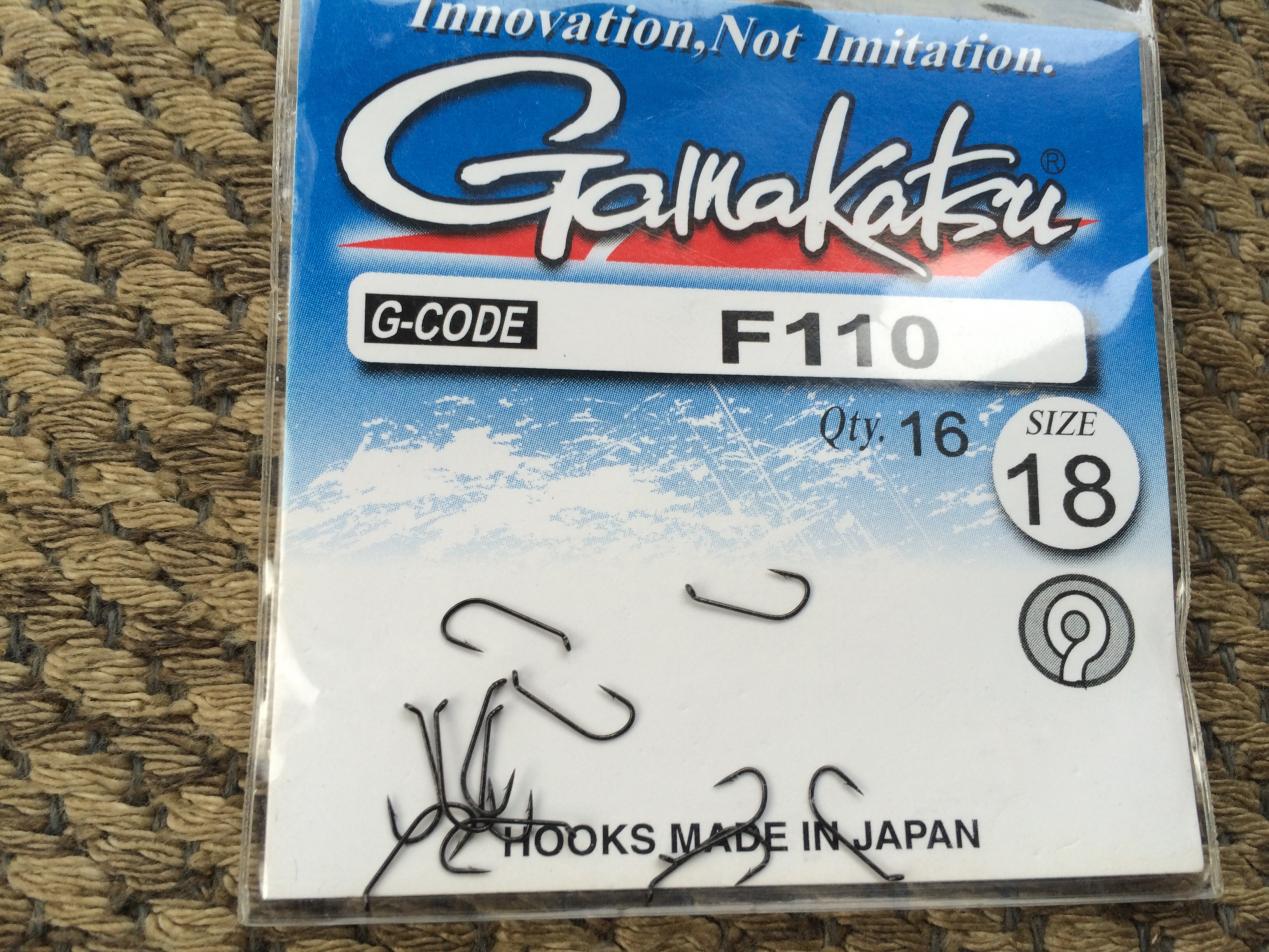 Innovation,Not Imitation.
Gamakatsu®
G-CODE F110
Qty. 16 SIZE
18
HOOKS MADE IN JAPAN